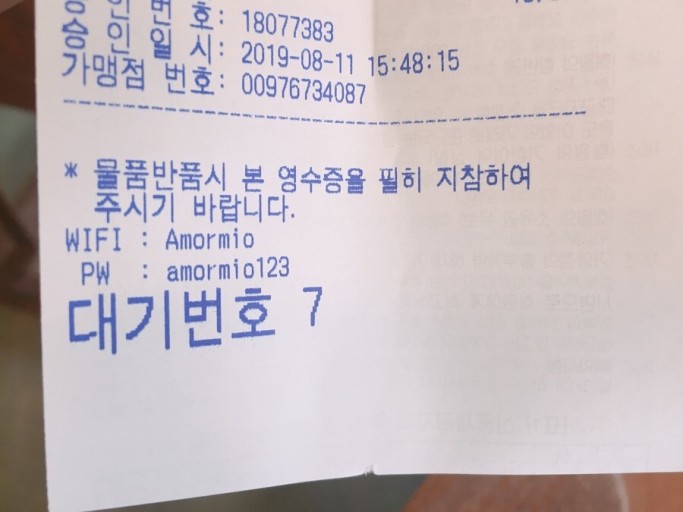 승 인 번 호: 18077383
승 인 일 시: 2019-08-11 15:48:15
가맹점 번호: 00976734087
* 물품반품시 본 영수증을 필히 지참하여
주시기 바랍니다.
WIFI : Amormio
PW : amormio123
대기번호 7